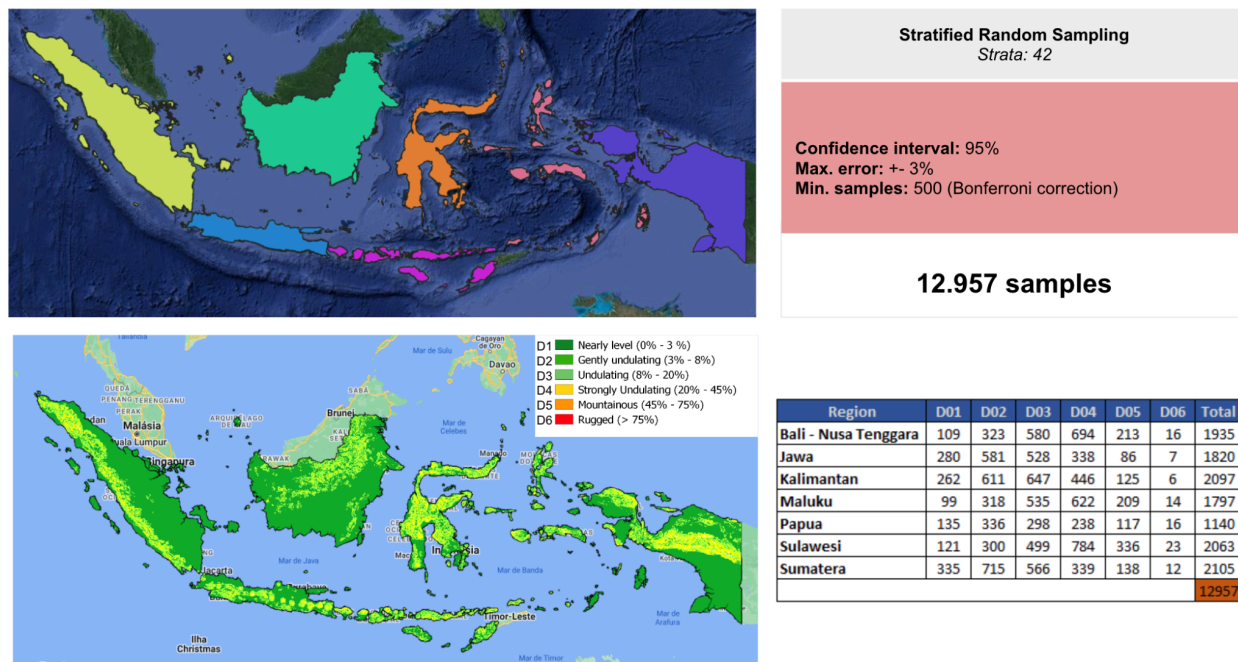 Stratified Random Sampling
Strata: 42
Confidence interval: 95%
Max. error: +- 3%
Min. samples: 500 (Bonferroni correction)
12.957 samples
D1 Nearly level (0% - 3 %)
D2 Gently undulating (3% - 8%)
D3 Undulating (8% - 20%)
D4 Strongly Undulating (20% - 45%)
D5 Mountainous (45% - 75%)
D6 Rugged (> 75%)
Tailândia
Mar de Sulu
Cagayan
de Oro
Davao
QUEDA
PENANG TERENGGANU
PERAK
Malásia
SABA
Brunei
Mar de
Celebes
Mar de Java
Mar de Banda
Timor-Leste
Mar de
Arafura
Ilha
Christmas
Mar de Timor
Region D01 D02 D03 D04 D05 D06 Total
Bali - Nusa Tenggara 109 323 580 694 213 16 1935
Jawa 280 581 528 338 86 7 1820
Kalimantan 262 611 647 446 125 6 2097
Maluku 99 318 535 622 209 14 1797
Papua 135 336 298 238 117 16 1140
Sulawesi 121 300 499 784 336 23 2063
Sumatera 335 715 566 339 138 12 2105
12957